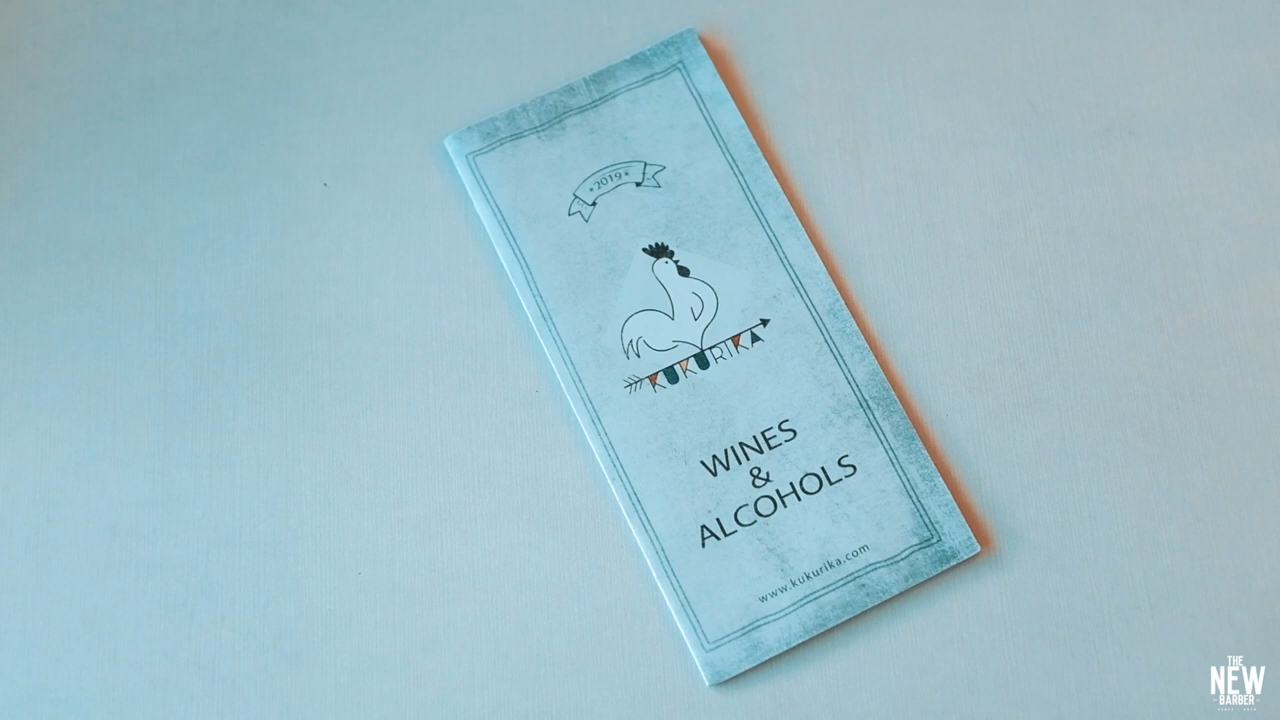 * 2019 *
KUKURIKA
WINES
&
ALCOHOLS
www.kukurika.com
THE
NEW
- BARBER -